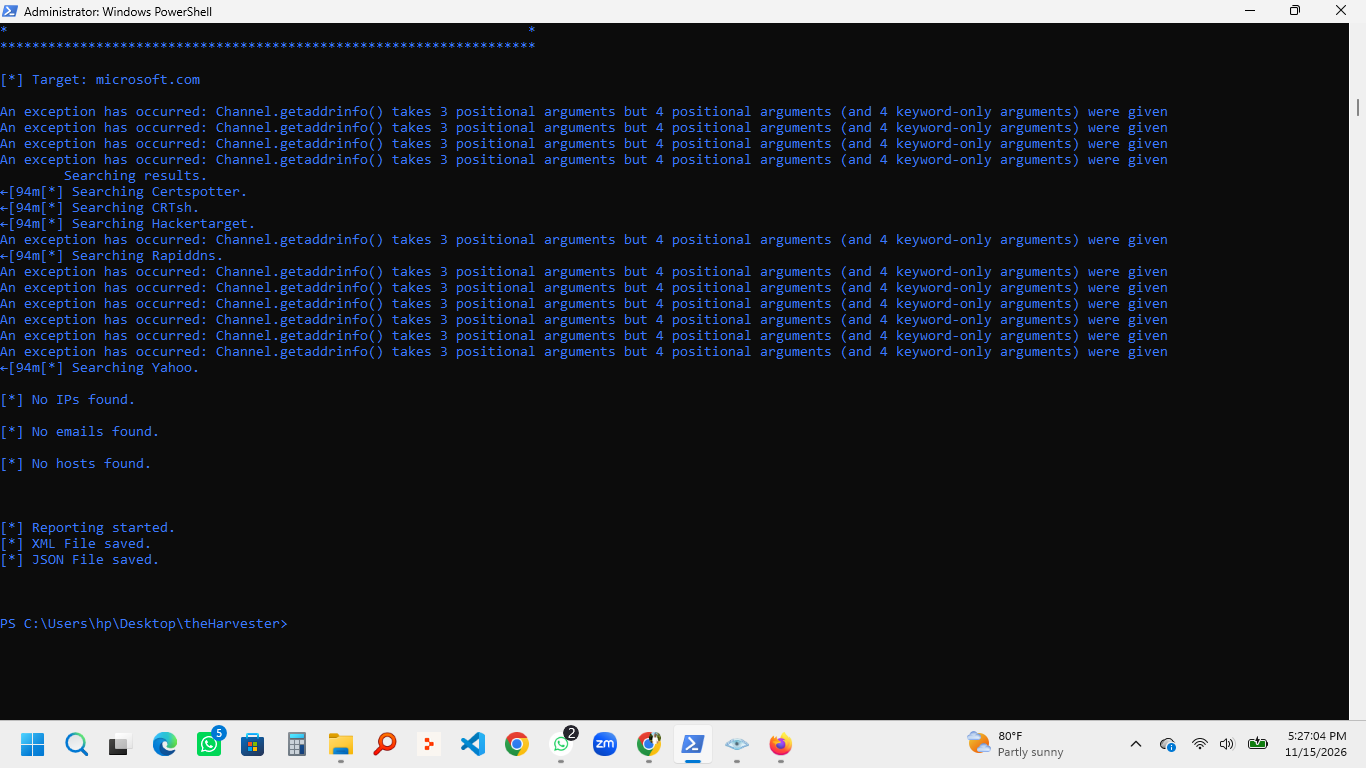 Administrator: Windows PowerShell
* *
*******************************************************************
[*] Target: microsoft.com
An exception has occurred: Channel.getaddrinfo() takes 3 positional arguments but 4 positional arguments (and 4 keyword-only arguments) were given
An exception has occurred: Channel.getaddrinfo() takes 3 positional arguments but 4 positional arguments (and 4 keyword-only arguments) were given
An exception has occurred: Channel.getaddrinfo() takes 3 positional arguments but 4 positional arguments (and 4 keyword-only arguments) were given
An exception has occurred: Channel.getaddrinfo() takes 3 positional arguments but 4 positional arguments (and 4 keyword-only arguments) were given
Searching results.
←[94m[*] Searching Certspotter.
←[94m[*] Searching CRTsh.
←[94m[*] Searching Hackertarget.
An exception has occurred: Channel.getaddrinfo() takes 3 positional arguments but 4 positional arguments (and 4 keyword-only arguments) were given
←[94m[*] Searching Rapiddns.
An exception has occurred: Channel.getaddrinfo() takes 3 positional arguments but 4 positional arguments (and 4 keyword-only arguments) were given
An exception has occurred: Channel.getaddrinfo() takes 3 positional arguments but 4 positional arguments (and 4 keyword-only arguments) were given
An exception has occurred: Channel.getaddrinfo() takes 3 positional arguments but 4 positional arguments (and 4 keyword-only arguments) were given
An exception has occurred: Channel.getaddrinfo() takes 3 positional arguments but 4 positional arguments (and 4 keyword-only arguments) were given
An exception has occurred: Channel.getaddrinfo() takes 3 positional arguments but 4 positional arguments (and 4 keyword-only arguments) were given
An exception has occurred: Channel.getaddrinfo() takes 3 positional arguments but 4 positional arguments (and 4 keyword-only arguments) were given
←[94m[*] Searching Yahoo.
[*] No IPs found.
[*] No emails found.
[*] No hosts found.
[*] Reporting started.
[*] XML File saved.
[*] JSON File saved.
PS C:\Users\hp\Desktop\theHarvester>
5
2
zm
80°F
Partly sunny
5:27:04 PM
11/15/2026